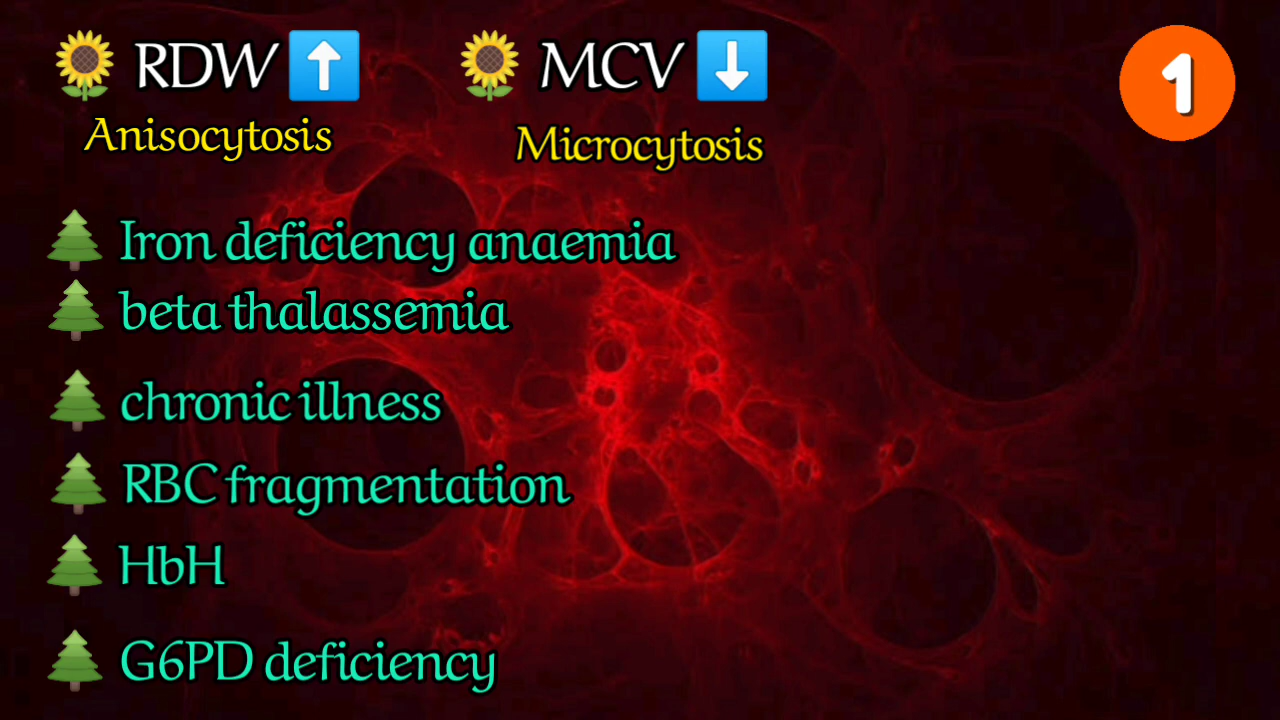 RDW ⬆ MCV ⬇ 1
Anisocytosis Microcytosis
Iron deficiency anaemia
beta thalassemia
chronic illness
RBC fragmentation
HbH
G6PD deficiency